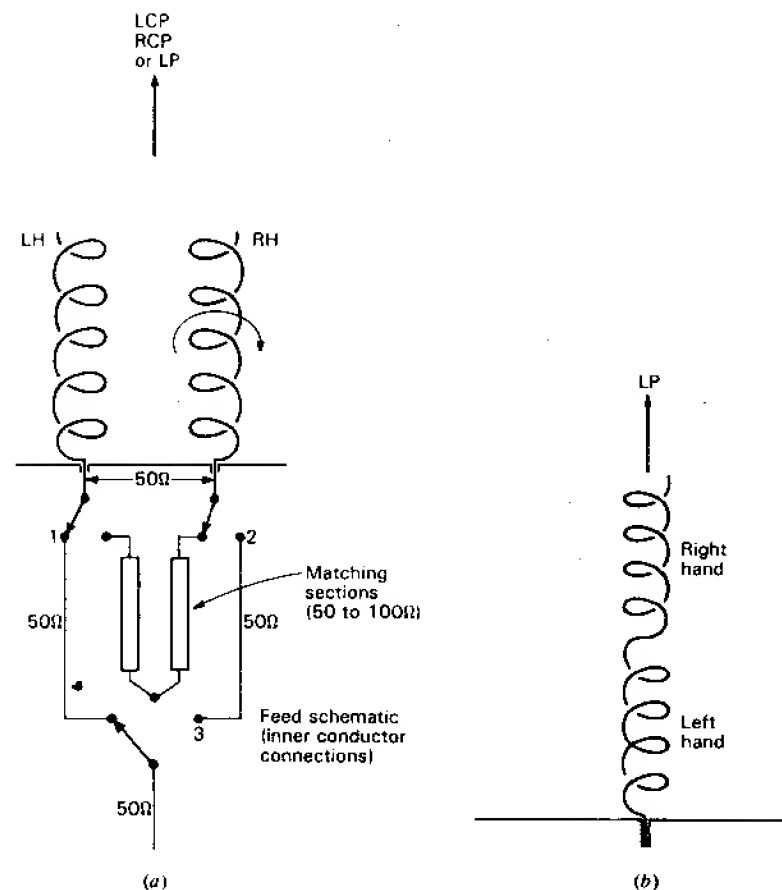 LCP
RCP
or LP
LH
RH
50Ω
1
2
Matching
sections
(50 to 100Ω)
50Ω
50Ω
4
3
Feed schematic
(inner conductor
connections)
50Ω
(a)
LP
Right
hand
Left
hand
(b)